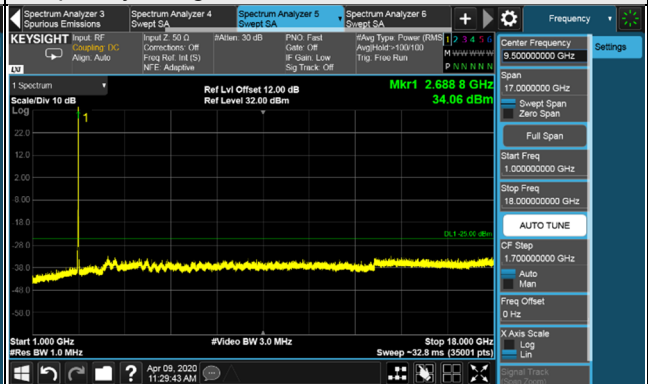 Spectrum Analyzer 3
Spurious Emissions
Spectrum Analyzer 4
Swept SA
Spectrum Analyzer 5
Swept SA
Spectrum Analyzer 6
Swept SA
+
Frequency
KEYSIGHT
Input: RF
Coupling: DC
Align: Auto
Input Z: 50 Ω
Corrections: Off
Freq Ref: Int (S)
NFE: Adaptive
#Atten: 30 dB
PNO: Fast
Gate: Off
IF Gain: Low
Sig Track: Off
#Avg Type: Power (RMS)
Avg|Hold:>100/100
Trig: Free Run
1 2 3 4 5 6
M W W W W W
P N N N N N
LXI
1 Spectrum
Scale/Div 10 dB
Log
Ref Lvl Offset 12.00 dB
Ref Level 32.00 dBm
Mkr1 2.688 8 GHz
34.06 dBm
1
22.0
12.0
2.00
-8.00
-18.0
-28.0
-38.0
-48.0
-58.0
DL1 -25.00 dBm
Start 1.000 GHz
#Res BW 1.0 MHz
#Video BW 3.0 MHz
Stop 18.000 GHz
Sweep ~32.8 ms (35001 pts)
Center Frequency
9.500000000 GHz
Settings
Span
17.0000000 GHz
Swept Span
Zero Span
Full Span
Start Freq
1.000000000 GHz
Stop Freq
18.000000000 GHz
AUTO TUNE
CF Step
1.700000000 GHz
Auto
Man
Freq Offset
0 Hz
X Axis Scale
Log
Lin
Signal Track
(Span Zoom)
?
Apr 09, 2020
11:29:43 AM